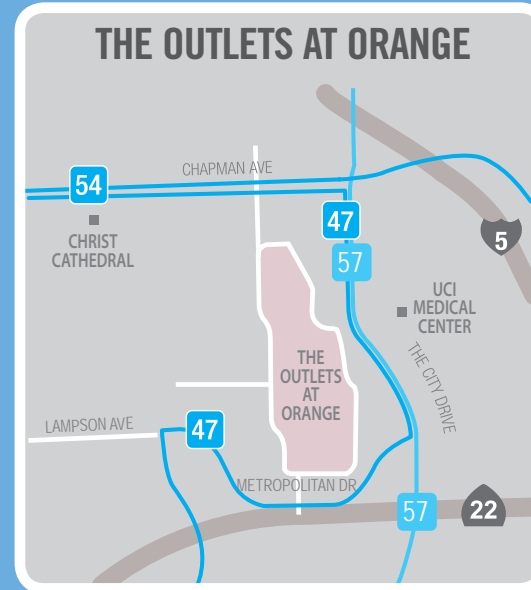 THE OUTLETS AT ORANGE
CHAPMAN AVE
54
47
CHRIST
CATHEDRAL
57
5
UCI
MEDICAL
CENTER
THE
OUTLETS
AT
ORANGE
THE CITY DRIVE
LAMPSON AVE
47
METROPOLITAN DR
57
22